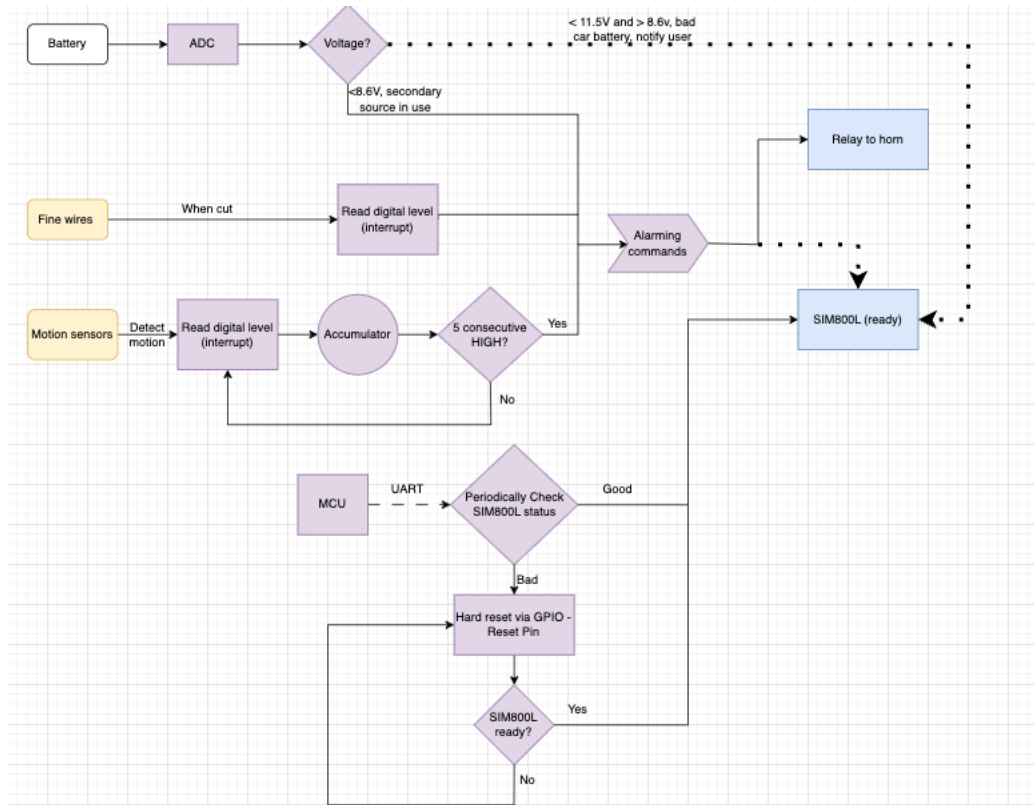 < 11.5V and > 8.6v, bad
car battery, notify user
Battery
ADC
Voltage?
<8.6V, secondary
source in use
Relay to horn
Fine wires
When cut
Read digital level
(interrupt)
Alarming
commands
Motion sensors
Detect
motion
Read digital level
(interrupt)
Accumulator
5 consecutive
HIGH?
Yes
No
SIM800L (ready)
MCU
UART
Periodically Check
SIM800L status
Good
Bad
Hard reset via GPIO -
Reset Pin
SIM800L
ready?
Yes
No